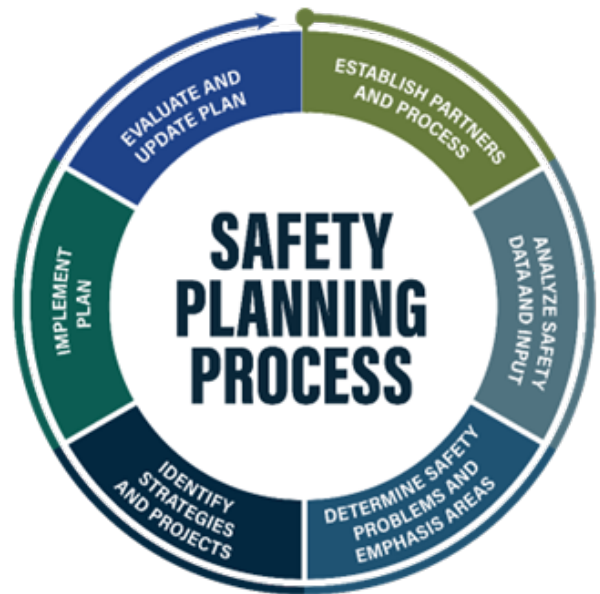 SAFETY
PLANNING
PROCESS
ESTABLISH PARTNERS
AND PROCESS
ANALYZE SAFETY
DATA AND INPUT
DETERMINE SAFETY
PROBLEMS AND
EMPHASIS AREAS
IDENTIFY
STRATEGIES
AND PROJECTS
IMPLEMENT
PLAN
EVALUATE AND
UPDATE PLAN